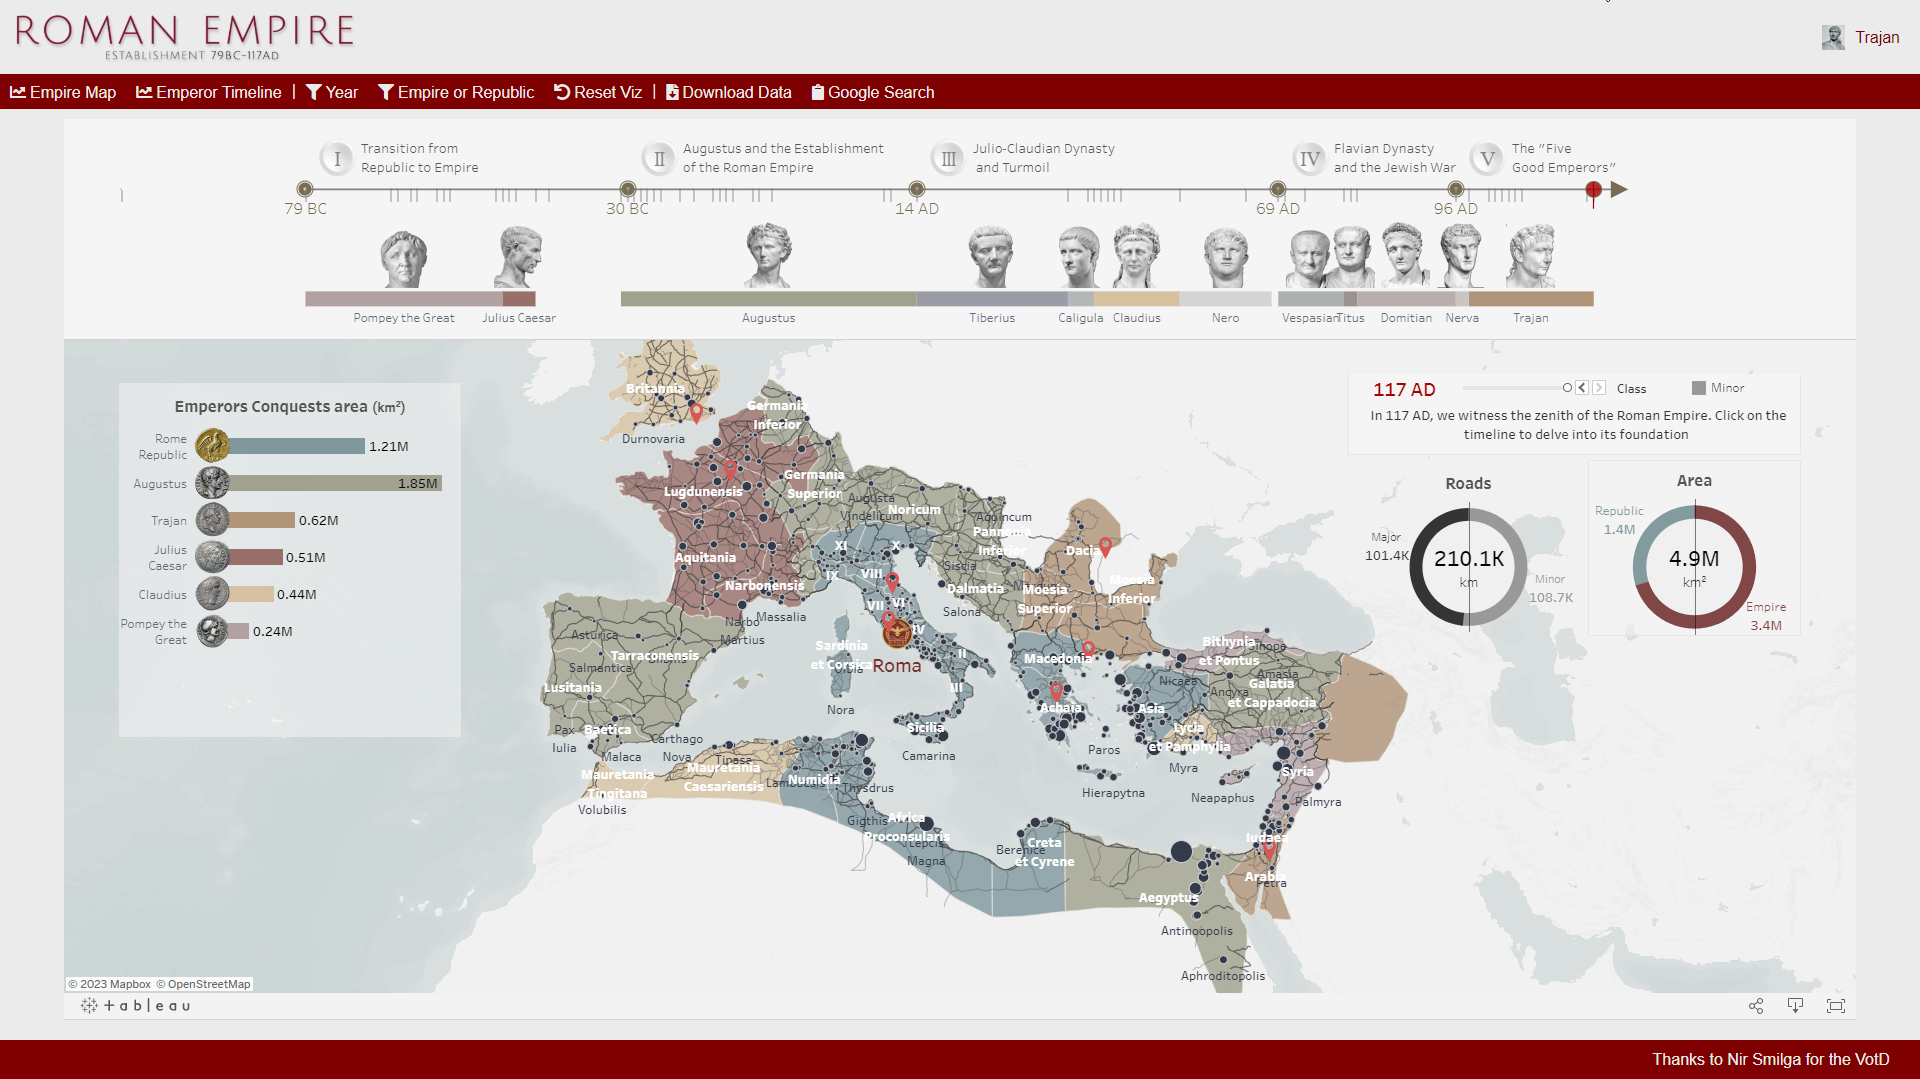 ROMAN EMPIRE
ESTABLISHMENT 79BC-117AD
Trajan
Empire Map
Emperor Timeline
|
Year
Empire or Republic
Reset Viz
|
Download Data
Google Search
I
Transition from
Republic to Empire
II
Augustus and the Establishment
of the Roman Empire
III
Julio-Claudian Dynasty
and Turmoil
IV
Flavian Dynasty
and the Jewish War
V
The "Five
Good Emperors"
79 BC
30 BC
14 AD
69 AD
96 AD
Pompey the Great
Julius Caesar
Augustus
Tiberius
Caligula
Claudius
Nero
Vespasian
Titus
Domitian
Nerva
Trajan
Emperors Conquests area (km²)
Rome
Republic
1.21M
Augustus
1.85M
Trajan
0.62M
Julius
Caesar
0.51M
Claudius
0.44M
Pompey the
Great
0.24M
117 AD
Class
Minor
In 117 AD, we witness the zenith of the Roman Empire. Click on the
timeline to delve into its foundation
Roads
Major
101.4K
210.1K
km
Minor
108.7K
Area
Republic
1.4M
4.9M
km²
Empire
3.4M
Britannia
Durnovaria
Germania
Inferior
Lugdunensis
Germania
Superior
Augusta
Vindelicum
Noricum
Aquincum
Pannonia
Inferior
Siscia
Aquitania
XI
X
IX
VIII
Narbonensis
Massalia
Narbo
Martius
VII
VI
IV
Dalmatia
Salona
Dacia
Moesia
Superior
Moesia
Inferior
Asturica
Tarraconensis
Salmantica
Lusitania
Sardinia
et Corsica
Olbia
Roma
II
III
Nora
Macedonia
Bithynia
et Pontus
Sinope
Nicaea
Ancyra
Amasia
Galatia
et Cappadocia
Achaia
Asia
Lycia
et Pamphylia
Pax
Iulia
Baetica
Malaca
Carthago
Nova
Sicilia
Camarina
Paros
Myra
Hierapytna
Neapaphus
Syria
Palmyra
Tipasa
Mauretania
Tingitana
Volubilis
Mauretania
Caesariensis
Lambaesis
Numidia
Thysdrus
Gigthis
Africa
Proconsularis
Lepcis
Magna
Berenice
Creta
et Cyrene
Iudaea
Arabia
Petra
Aegyptus
Antinoopolis
Aphroditopolis
© 2023 Mapbox © OpenStreetMap
+ a b l e a u
Thanks to Nir Smilga for the VotD